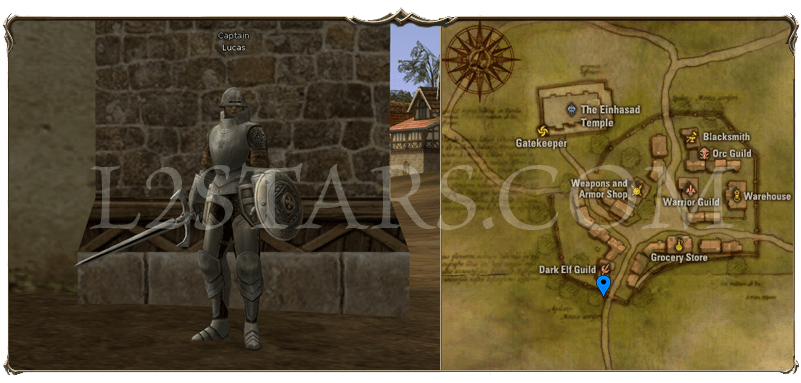 Captain
Lucas
L2STARS.COM
The Einhasad
Temple
Gatekeeper
Blacksmith
Orc Guild
Weapons and
Armor Shop
Warrior Guild
Warehouse
Grocery Store
Dark Elf Guild